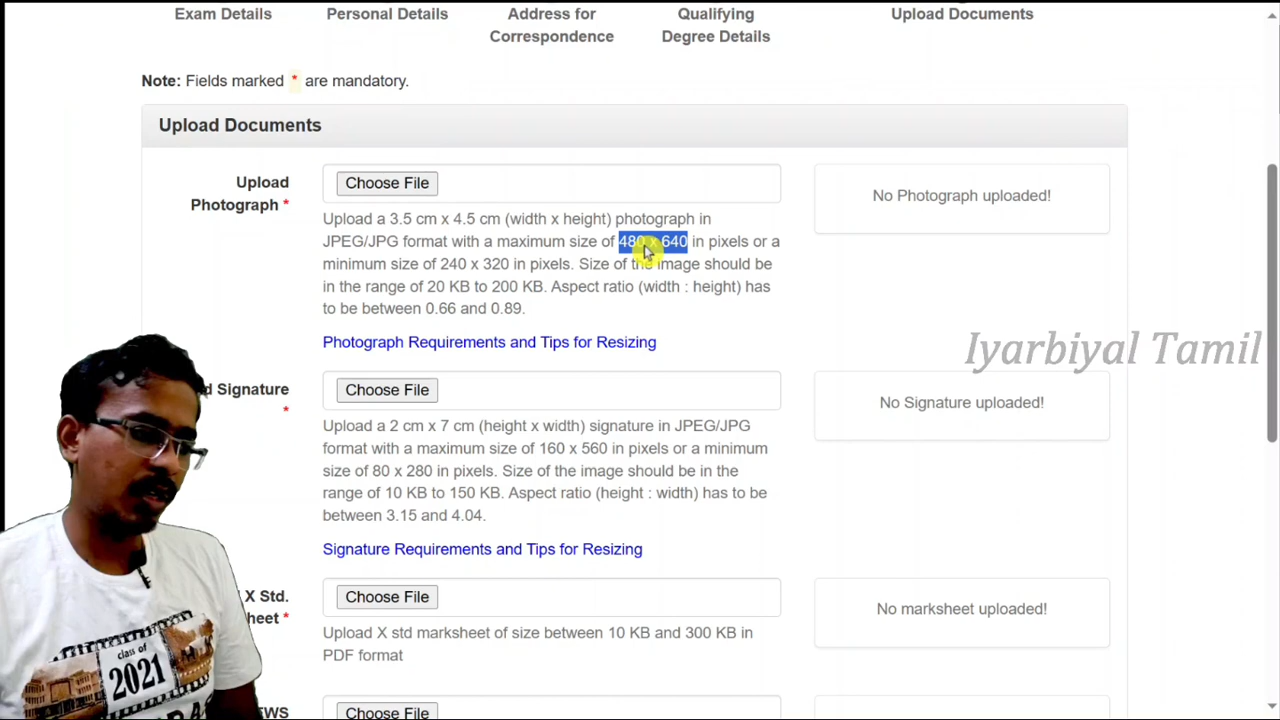 Exam Details
Personal Details
Address for
Correspondence
Qualifying
Degree Details
Upload Documents
Note: Fields marked * are mandatory.
Upload Documents
Upload
Photograph *
Choose File
No Photograph uploaded!
Upload a 3.5 cm x 4.5 cm (width x height) photograph in
JPEG/JPG format with a maximum size of 480 x 640 in pixels or a
minimum size of 240 x 320 in pixels. Size of the image should be
in the range of 20 KB to 200 KB. Aspect ratio (width : height) has
to be between 0.66 and 0.89.
Photograph Requirements and Tips for Resizing
Iyarbiyal Tamil
Signature
*
Choose File
No Signature uploaded!
Upload a 2 cm x 7 cm (height x width) signature in JPEG/JPG
format with a maximum size of 160 x 560 in pixels or a minimum
size of 80 x 280 in pixels. Size of the image should be in the
range of 10 KB to 150 KB. Aspect ratio (height : width) has to be
between 3.15 and 4.04.
Signature Requirements and Tips for Resizing
X Std.
*
Choose File
No marksheet uploaded!
Upload X std marksheet of size between 10 KB and 300 KB in
PDF format
Choose File
class of
2021